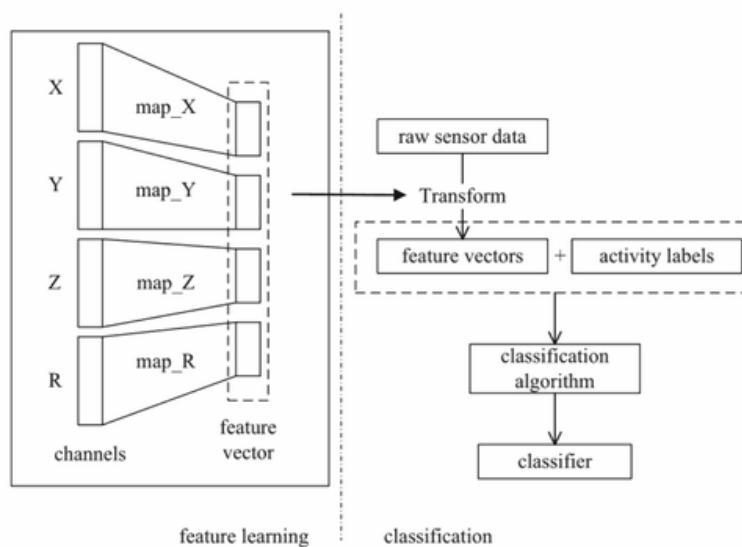 X
map_X
Y
map_Y
Z
map_Z
R
map_R
channels
feature
vector
feature learning
raw sensor data
Transform
feature vectors + activity labels
classification
algorithm
classifier
classification